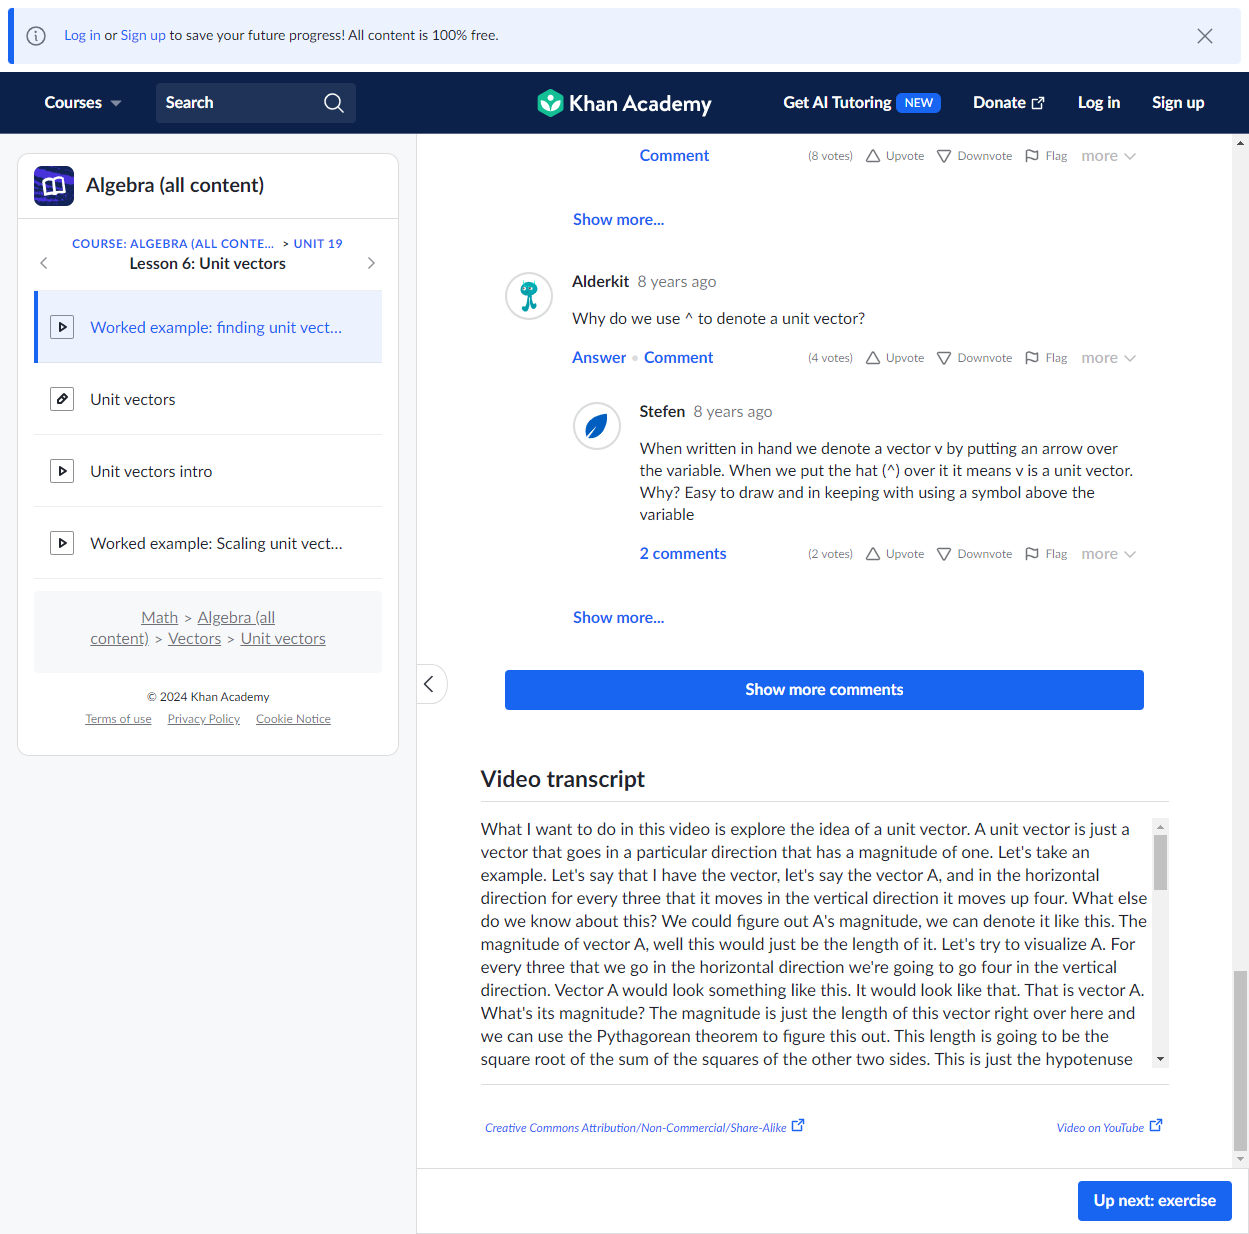 Log in or Sign up to save your future progress! All content is 100% free.
Courses
Search
Khan Academy
Get AI Tutoring NEW
Donate
Log in
Sign up
Algebra (all content)
COURSE: ALGEBRA (ALL CONTE... > UNIT 19
Lesson 6: Unit vectors
Worked example: finding unit vect...
Unit vectors
Unit vectors intro
Worked example: Scaling unit vect...
Math > Algebra (all
content) > Vectors > Unit vectors
© 2024 Khan Academy
Terms of use Privacy Policy Cookie Notice
Comment (8 votes) Upvote Downvote Flag more
Show more...
Alderkit 8 years ago
Why do we use ^ to denote a unit vector?
Answer • Comment (4 votes) Upvote Downvote Flag more
Stefen 8 years ago
When written in hand we denote a vector v by putting an arrow over
the variable. When we put the hat (^) over it it means v is a unit vector.
Why? Easy to draw and in keeping with using a symbol above the
variable
2 comments (2 votes) Upvote Downvote Flag more
Show more...
Show more comments
Video transcript
What I want to do in this video is explore the idea of a unit vector. A unit vector is just a
vector that goes in a particular direction that has a magnitude of one. Let's take an
example. Let's say that I have the vector, let's say the vector A, and in the horizontal
direction for every three that it moves in the vertical direction it moves up four. What else
do we know about this? We could figure out A's magnitude, we can denote it like this. The
magnitude of vector A, well this would just be the length of it. Let's try to visualize A. For
every three that we go in the horizontal direction we're going to go four in the vertical
direction. Vector A would look something like this. It would look like that. That is vector A.
What's its magnitude? The magnitude is just the length of this vector right over here and
we can use the Pythagorean theorem to figure this out. This length is going to be the
square root of the sum of the squares of the other two sides. This is just the hypotenuse
Creative Commons Attribution/Non-Commercial/Share-Alike
Video on YouTube
Up next: exercise